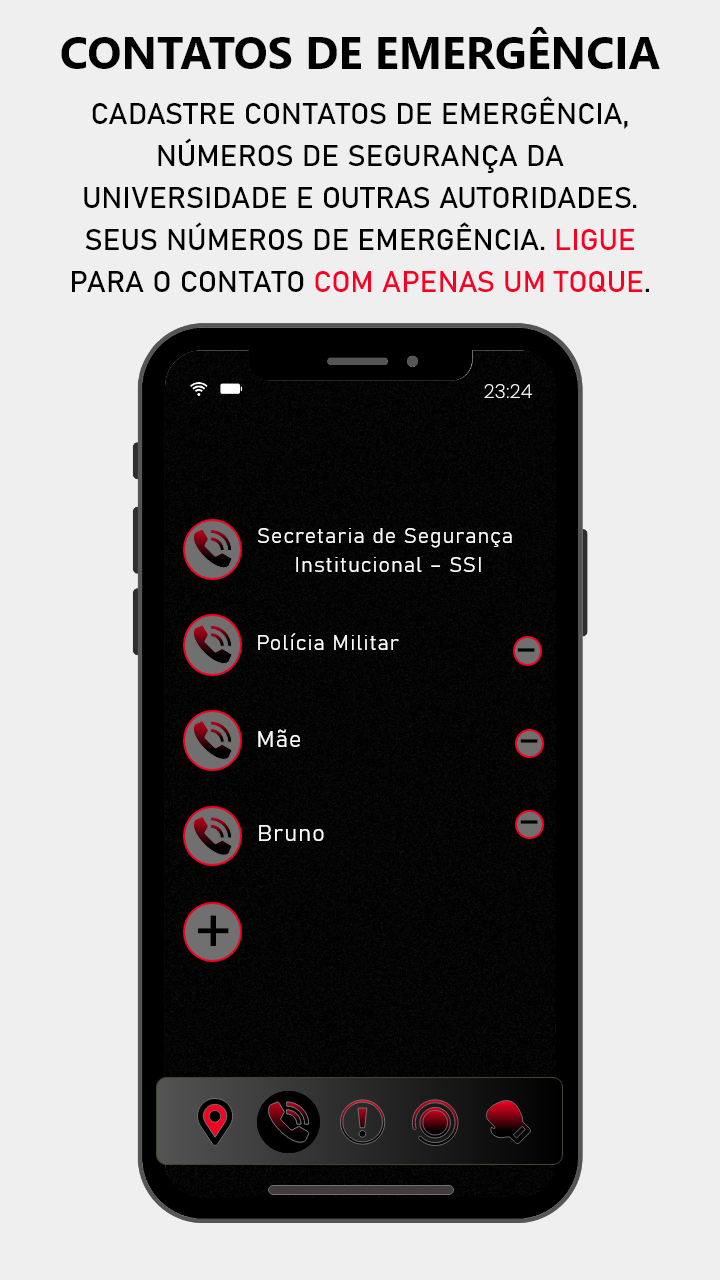 CONTATOS DE EMERGÊNCIA
CADASTRE CONTATOS DE EMERGÊNCIA,
NÚMEROS DE SEGURANÇA DA
UNIVERSIDADE E OUTRAS AUTORIDADES.
SEUS NÚMEROS DE EMERGÊNCIA. LIGUE
PARA O CONTATO COM APENAS UM TOQUE.
23:24
Secretaria de Segurança
Institucional – SSI
Polícia Militar
Mãe
Bruno